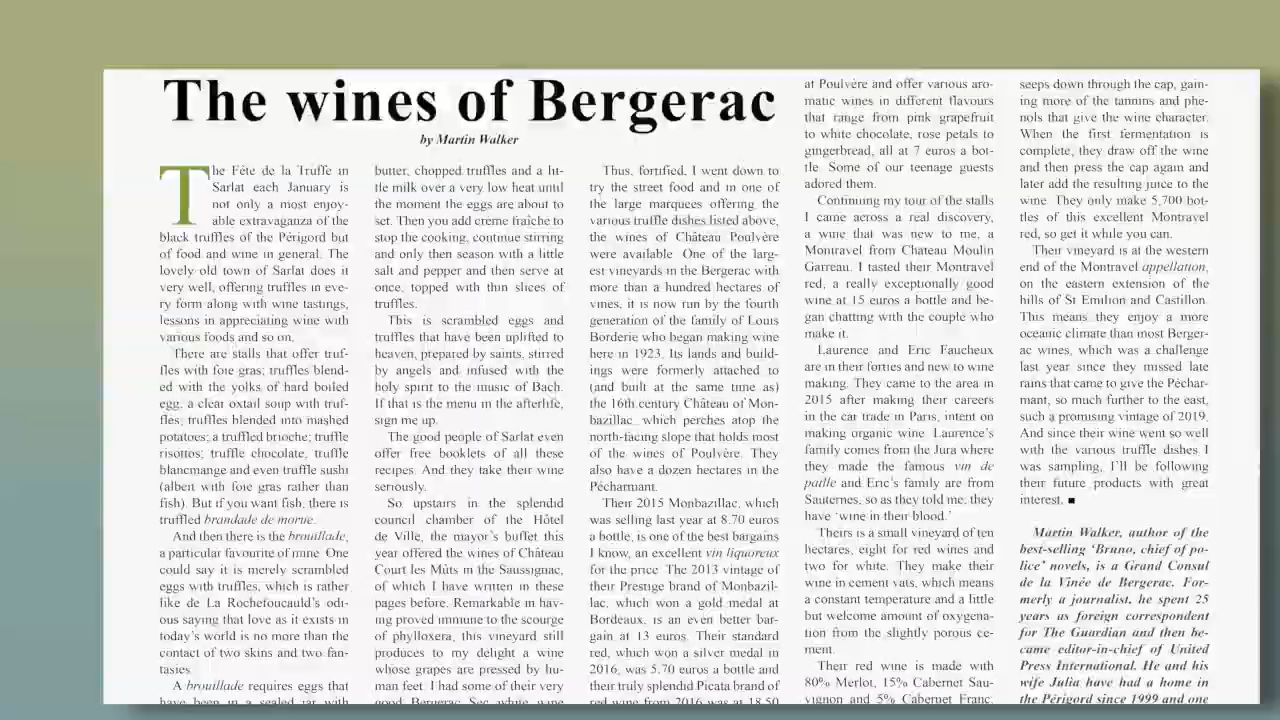 The wines of Bergerac
by Martin Walker
The Fête de la Truffe in
Sarlat each January is
not only a most enjoy-
able extravaganza of the
black truffles of the Périgord but
of food and wine in general. The
lovely old town of Sarlat does it
very well, offering truffles in eve-
ry form along with wine tastings,
lessons in appreciating wine with
various foods and so on.
There are stalls that offer truf-
fles with foie gras; truffles blend-
ed with the yolks of hard boiled
egg, a clear oxtail soup with truf-
fles; truffles blended into mashed
potatoes; a truffled brioche; truffle
risottos; truffle chocolate, truffle
blancmange and even truffle sushi
(albeit with foie gras rather than
fish). But if you want fish, there is
truffled brandade de morue.
And then there is the brouillade,
a particular favourite of mine. One
could say it is merely scrambled
eggs with truffles, which is rather
like de La Rochefoucauld's odi-
ous saying that love as it exists in
today's world is no more than the
contact of two skins and two fan-
tasies.
A brouillade requires eggs that
have been in a sealed jar with
butter, chopped truffles and a lit-
tle milk over a very low heat until
the moment the eggs are about to
set. Then you add crème fraîche to
stop the cooking, continue stirring
and only then season with a little
salt and pepper and then serve at
once, topped with thin slices of
truffles.
This is scrambled eggs and
truffles that have been uplifted to
heaven, prepared by saints, stirred
by angels and infused with the
holy spirit to the music of Bach.
If that is the menu in the afterlife,
sign me up.
The good people of Sarlat even
offer free booklets of all these
recipes. And they take their wine
seriously.
So upstairs in the splendid
council chamber of the Hôtel
de Ville, the mayor's buffet this
year offered the wines of Château
Court les Mûts in the Saussignac,
of which I have written in these
pages before. Remarkable in hav-
ing proved immune to the scourge
of phylloxera, this vineyard still
produces to my delight a wine
whose grapes are pressed by hu-
man feet. I had some of their very
good Bergerac Sec white wine
Thus, fortified, I went down to
try the street food and in one of
the large marquees offering the
various truffle dishes listed above,
the wines of Château Poulvère
were available. One of the larg-
est vineyards in the Bergerac with
more than a hundred hectares of
vines, it is now run by the fourth
generation of the family of Louis
Borderie who began making wine
here in 1923. Its lands and build-
ings were formerly attached to
(and built at the same time as)
the 16th century Château of Mon-
bazillac, which perches atop the
north-facing slope that holds most
of the wines of Poulvère. They
also have a dozen hectares in the
Pécharmant.
Their 2015 Monbazillac, which
was selling last year at 8.70 euros
a bottle, is one of the best bargains
I know, an excellent vin liquoreux
for the price. The 2013 vintage of
their Prestige brand of Monbazil-
lac, which won a gold medal at
Bordeaux, is an even better bar-
gain at 13 euros. Their standard
red, which won a silver medal in
2016, was 5.70 euros a bottle and
their truly splendid Picata brand of
red wine from 2016 was at 18.50
at Poulvère and offer various aro-
matic wines in different flavours
that range from pink grapefruit
to white chocolate, rose petals to
gingerbread, all at 7 euros a bot-
tle. Some of our teenage guests
adored them.
Continuing my tour of the stalls
I came across a real discovery,
a wine that was new to me, a
Montravel from Chateau Moulin
Garreau. I tasted their Montravel
red, a really exceptionally good
wine at 15 euros a bottle and be-
gan chatting with the couple who
make it.
Laurence and Eric Faucheux
are in their forties and new to wine
making. They came to the area in
2015 after making their careers
in the car trade in Paris, intent on
making organic wine. Laurence's
family comes from the Jura where
they made the famous vin de
paille and Eric's family are from
Sauternes, so as they told me, they
have 'wine in their blood.'
Theirs is a small vineyard of ten
hectares, eight for red wines and
two for white. They make their
wine in cement vats, which means
a constant temperature and a little
but welcome amount of oxygena-
tion from the slightly porous ce-
ment.
Their red wine is made with
80% Merlot, 15% Cabernet Sau-
vignon and 5% Cabernet Franc,
seeps down through the cap, gain-
ing more of the tannins and phe-
nols that give the wine character.
When the first fermentation is
complete, they draw off the wine
and then press the cap again and
later add the resulting juice to the
wine. They only make 5,700 bot-
tles of this excellent Montravel
red, so get it while you can.
Their vineyard is at the western
end of the Montravel appellation,
on the eastern extension of the
hills of St Emilion and Castillon.
This means they enjoy a more
oceanic climate than most Berger-
ac wines, which was a challenge
last year since they missed late
rains that came to give the Péchar-
mant, so much further to the east,
such a promising vintage of 2019.
And since their wine went so well
with the various truffle dishes I
was sampling, I'll be following
their future products with great
interest. ■
Martin Walker, author of the
best-selling 'Bruno, chief of po-
lice' novels, is a Grand Consul
de la Vinée de Bergerac. For-
merly a journalist, he spent 25
years as foreign correspondent
for The Guardian and then be-
came editor-in-chief of United
Press International. He and his
wife Julia have had a home in
the Périgord since 1999 and one